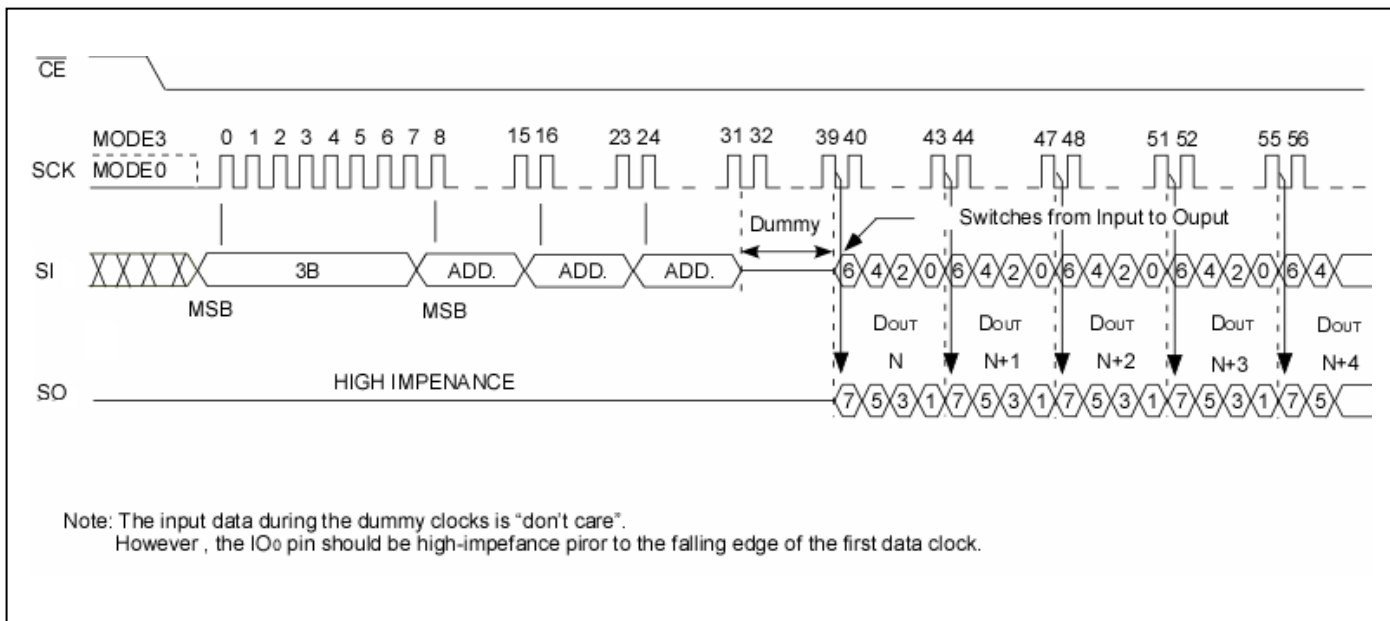 CE
MODE3 0 1 2 3 4 5 6 7 8 15 16 23 24 31 32 39 40 43 44 47 48 51 52 55 56
SCK MODE0
Dummy Switches from Input to Ouput
SI 3B ADD. ADD. ADD. 6 4 2 0 6 4 2 0 6 4 2 0 6 4 2 0 6 4
MSB MSB
DOUT DOUT DOUT DOUT DOUT
N N+1 N+2 N+3 N+4
HIGH IMPENANCE
SO 7 5 3 1 7 5 3 1 7 5 3 1 7 5 3 1 7 5
Note: The input data during the dummy clocks is “don't care”.
However , the IO0 pin should be high-impefance piror to the falling edge of the first data clock.